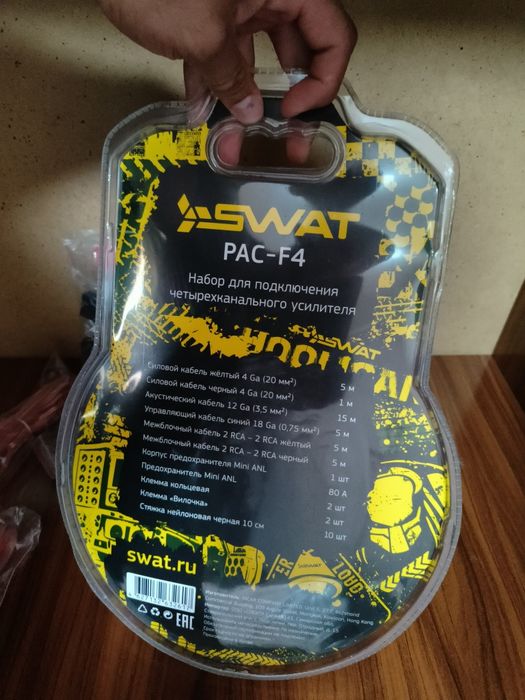 SWAT
PAC-F4
Набор для подключения
четырехканального усилителя
SWAT
Силовой кабель жёлтый 4 Ga (20 мм²) 5 м
Силовой кабель черный 4 Ga (20 мм²) 1 м
Акустический кабель 12 Ga (3,5 мм²) 15 м
Управляющий кабель синий 18 Ga (0,75 мм²) 5 м
Межблочный кабель 2 RCA – 2 RCA жёлтый 5 м
Межблочный кабель 2 RCA – 2 RCA черный 5 м
Корпус предохранителя Mini ANL 1 шт
Предохранитель Mini ANL 80 А
Клемма кольцевая 2 шт
Клемма «Вилочка» 2 шт
Стяжка нейлоновая черная 10 см 10 шт
SWAT
LOAD
swat.ru
EAC